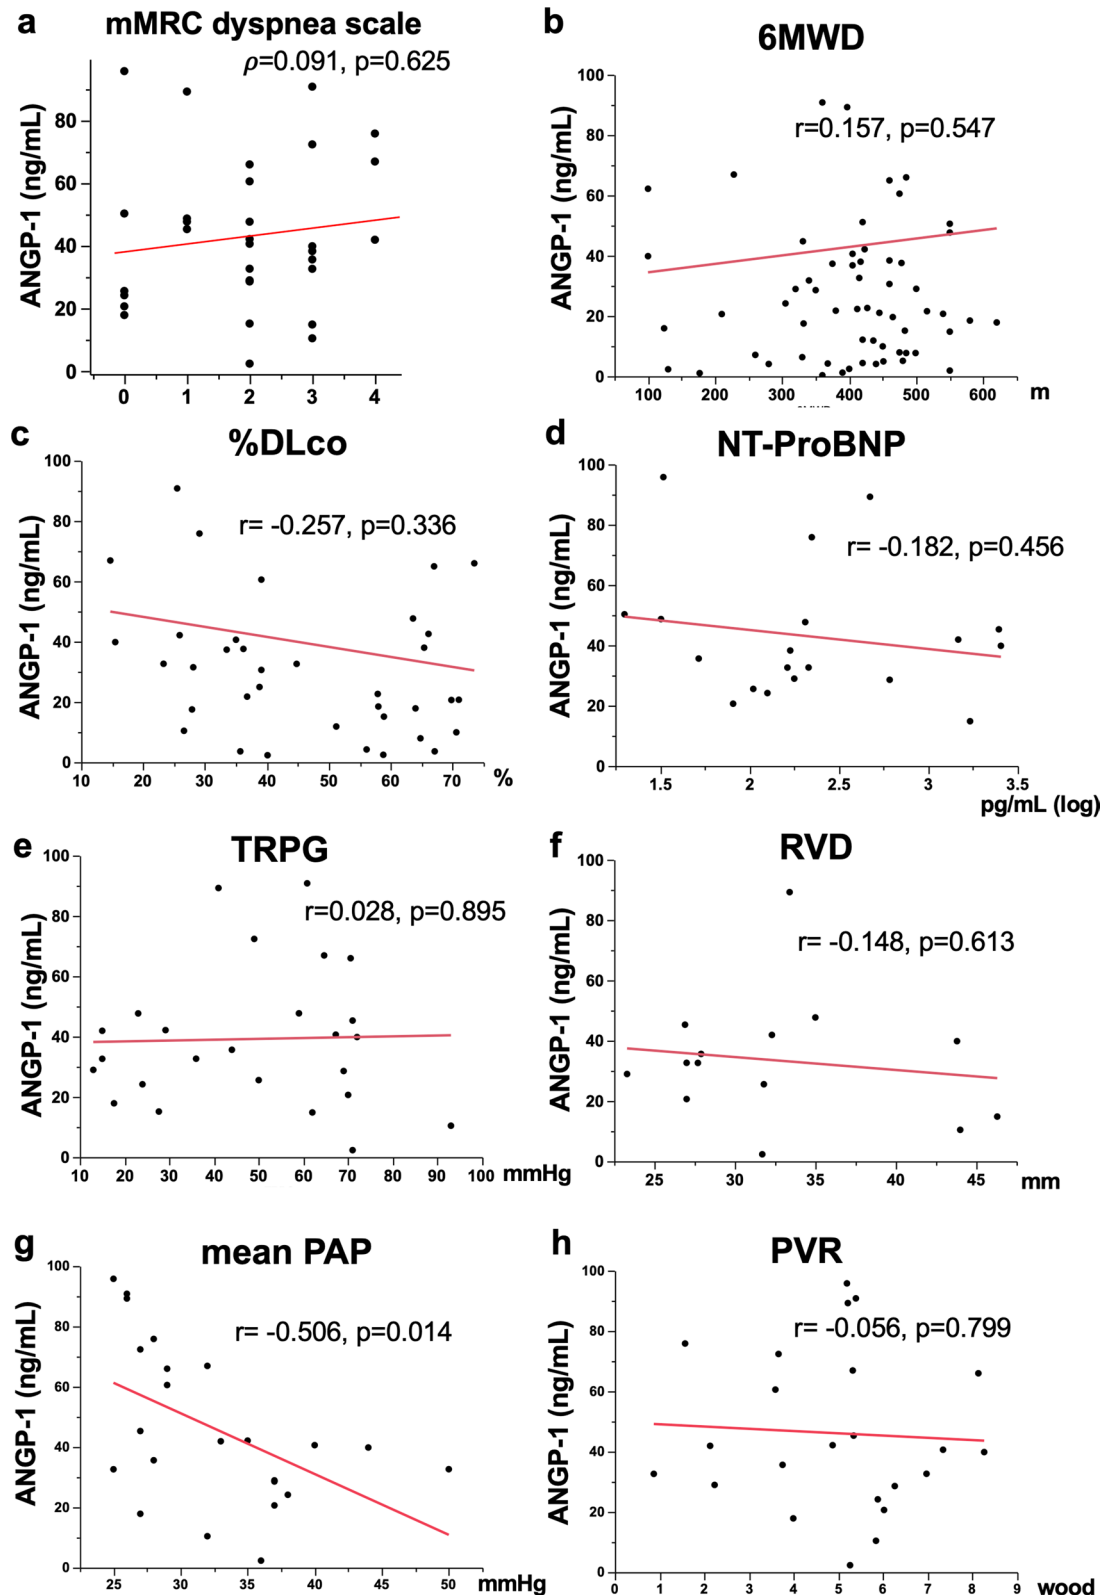 a
mMRC dyspnea scale
ρ=0.091, p=0.625
ANGP-1 (ng/mL)
80
60
40
20
0
0 1 2 3 4
b
6MWD
r=0.157, p=0.547
ANGP-1 (ng/mL)
100
80
60
40
20
0
100 200 300 400 500 600 m
c
%DLco
r= -0.257, p=0.336
ANGP-1 (ng/mL)
100
80
60
40
20
0
10 20 30 40 50 60 70 %
d
NT-ProBNP
r= -0.182, p=0.456
ANGP-1 (ng/mL)
100
80
60
40
20
0
1.5 2 2.5 3 3.5
pg/mL (log)
e
TRPG
r=0.028, p=0.895
ANGP-1 (ng/mL)
100
80
60
40
20
0
10 20 30 40 50 60 70 80 90 100 mmHg
f
RVD
r= -0.148, p=0.613
ANGP-1 (ng/mL)
100
80
60
40
20
0
25 30 35 40 45 mm
g
mean PAP
r= -0.506, p=0.014
ANGP-1 (ng/mL)
100
80
60
40
20
0
25 30 35 40 45 50 mmHg
h
PVR
r= -0.056, p=0.799
ANGP-1 (ng/mL)
100
80
60
40
20
0
0 1 2 3 4 5 6 7 8 9
wood